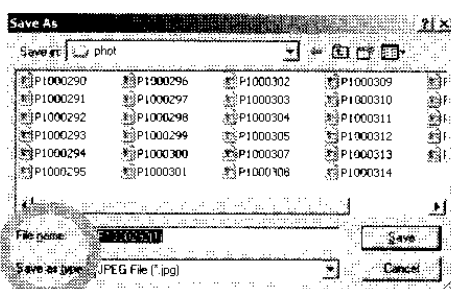 Save As
Save in: phot
P1000290 P1000296 P1000302 P1000309
P1000291 P1000297 P1000303 P1000310
P1000292 P1000298 P1000304 P1000311
P1000293 P1000299 P1000305 P1000312
P1000294 P1000300 P1000307 P1000313
P1000295 P1000301 P1000308 P1000314
File name: Save
Save as type: JPEG File (*.jpg) Cancel